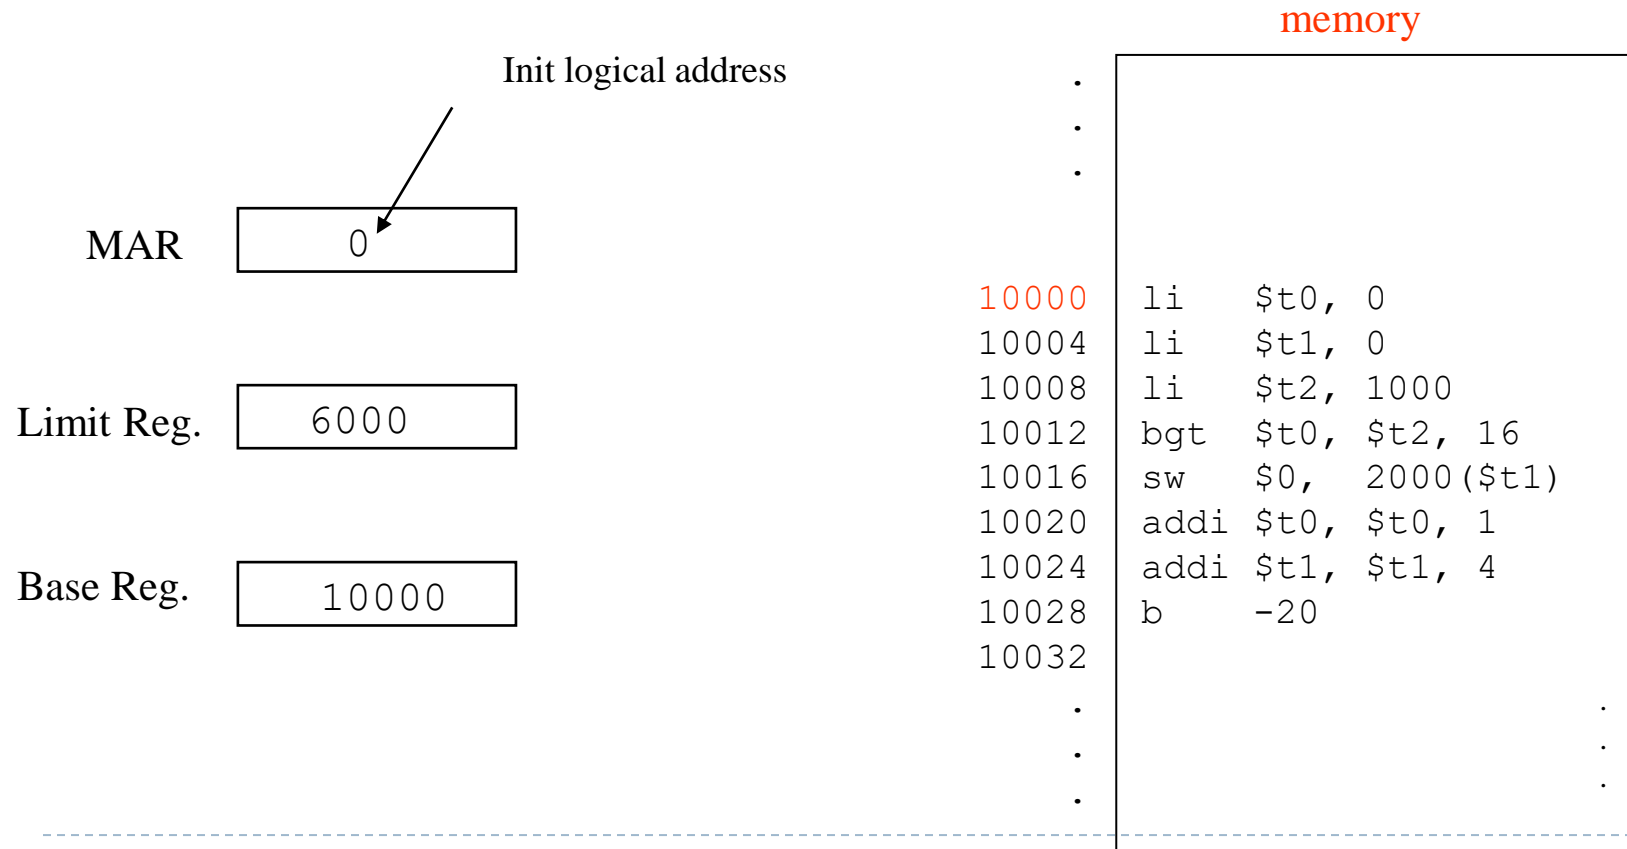 memory
Init logical address
.
.
.
MAR 0
10000 li $t0, 0
10004 li $t1, 0
10008 li $t2, 1000
Limit Reg. 6000
10012 bgt $t0, $t2, 16
10016 sw $0, 2000($t1)
10020 addi $t0, $t0, 1
10024 addi $t1, $t1, 4
Base Reg. 10000
10028 b -20
10032
. .
. .
. .